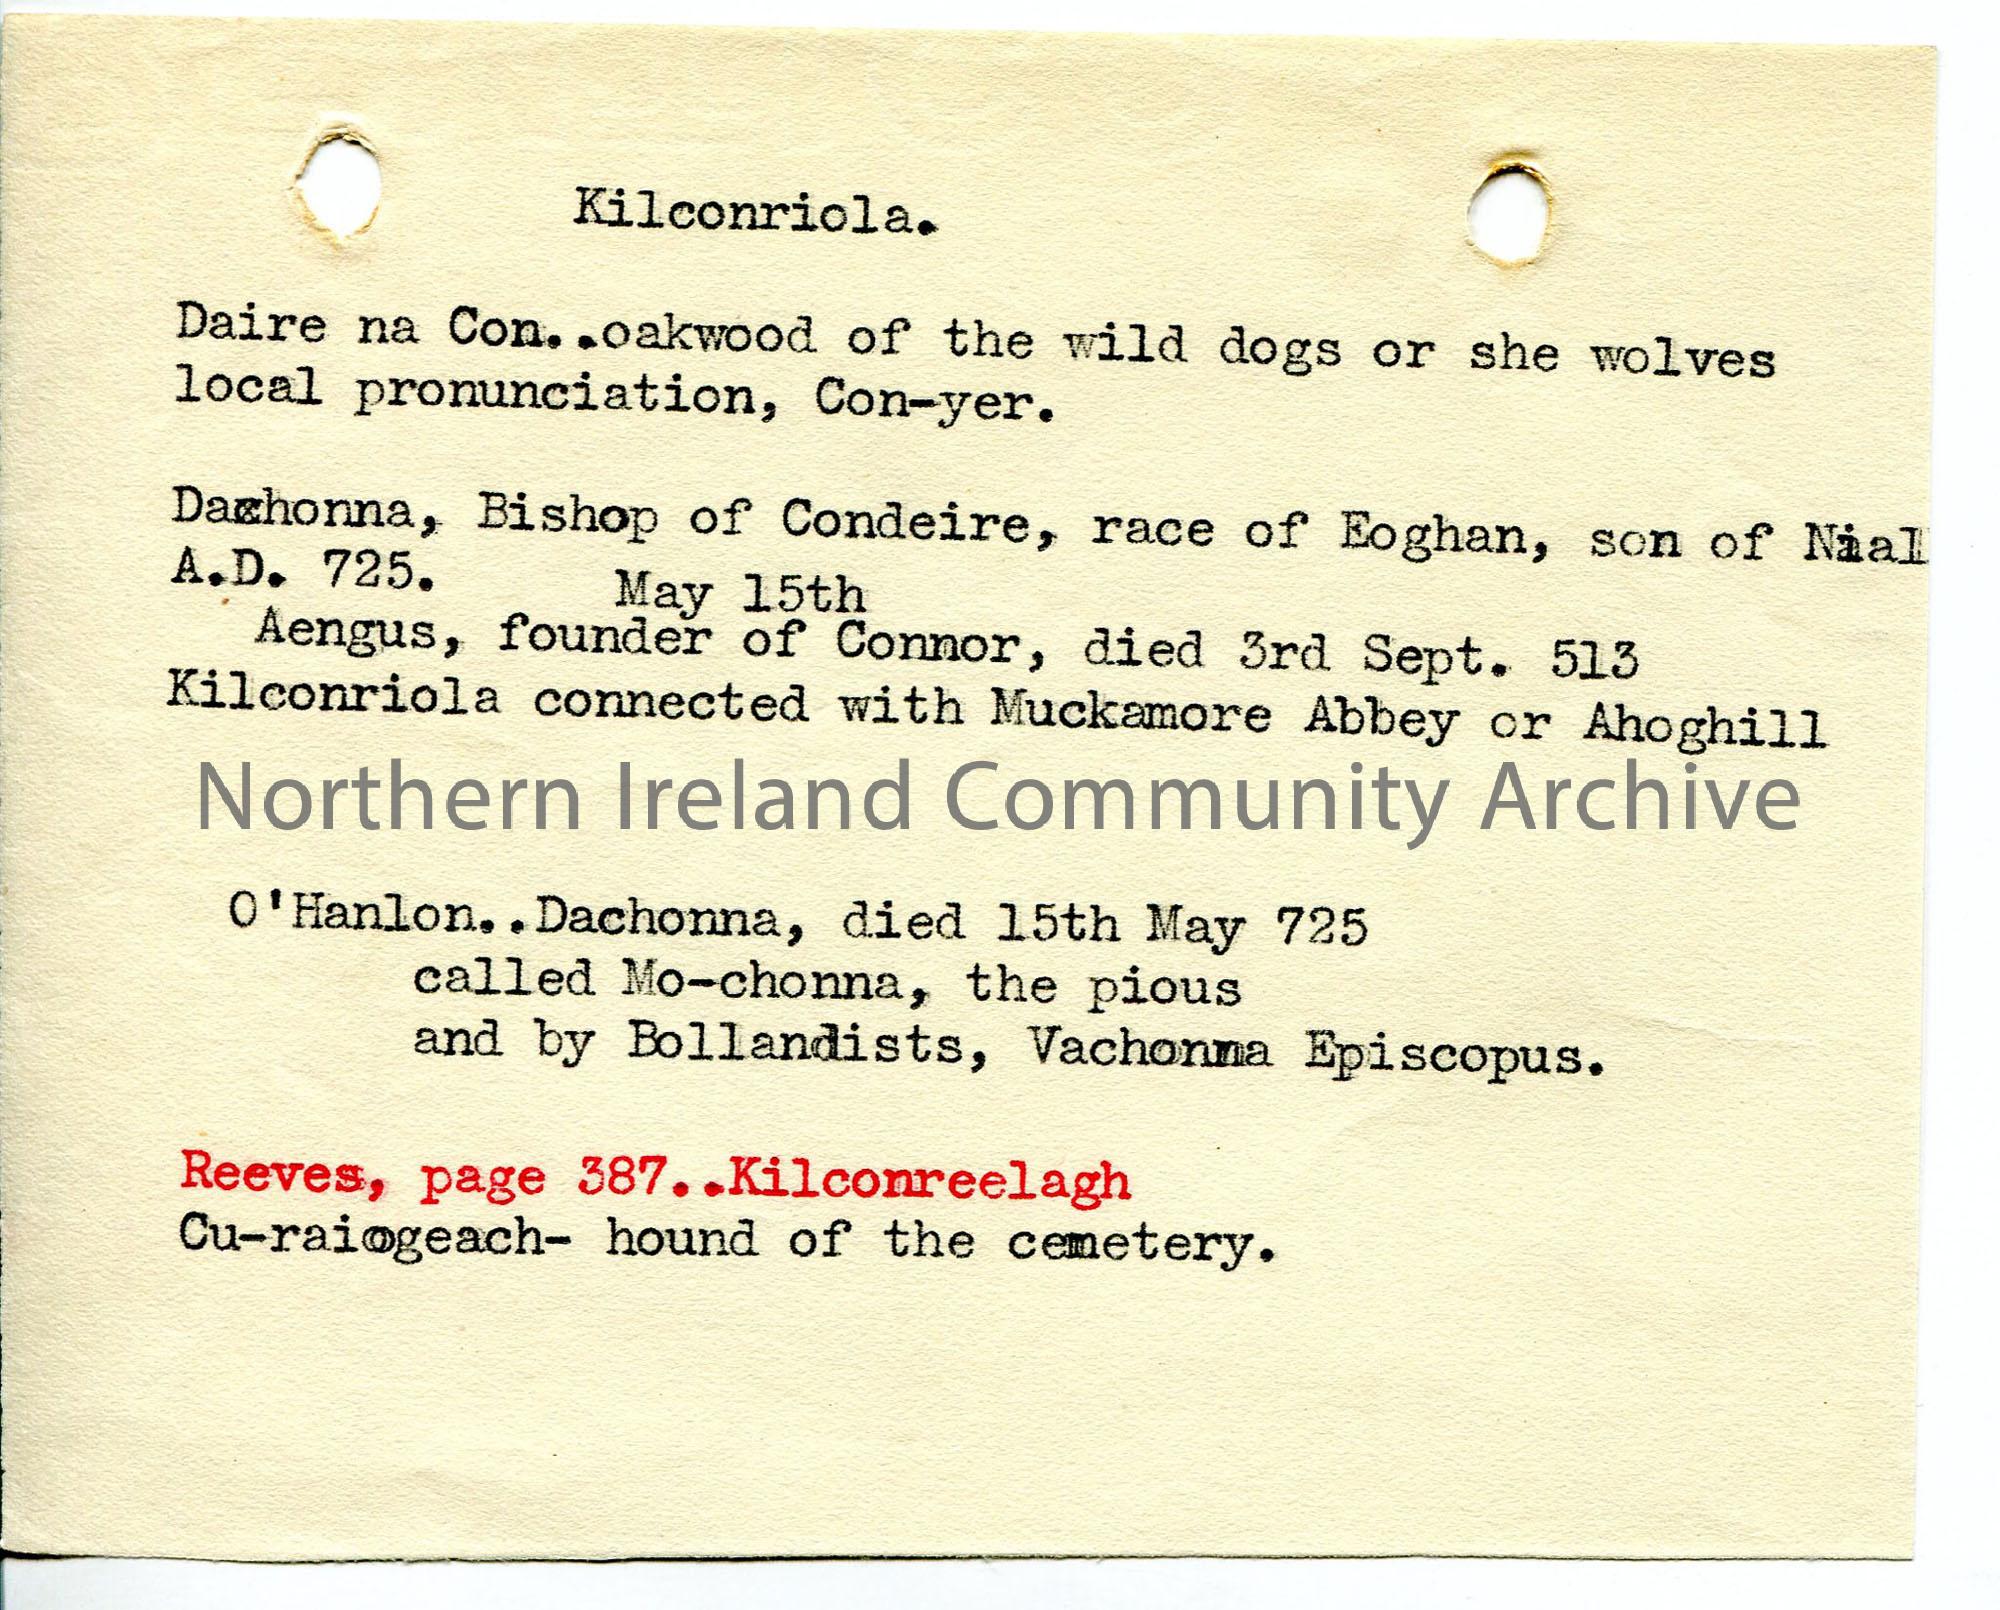 Kilconriola.
Daire na Con..oakwood of the wild dogs or she wolves
local pronunciation, Con-yer.
Dachonna, Bishop of Condeire, race of Eoghan, son of Niall
A.D. 725.
May 15th
Aengus, founder of Connor, died 3rd Sept. 513
Kilconriola connected with Muckamore Abbey or Ahoghill
Northern Ireland Community Archive
O'Hanlon..Dachonna, died 15th May 725
called Mo-chonna, the pious
and by Bollandists, Vachonna Episcopus.
Reeves, page 387..Kilconreelagh
hound of the cemetery.